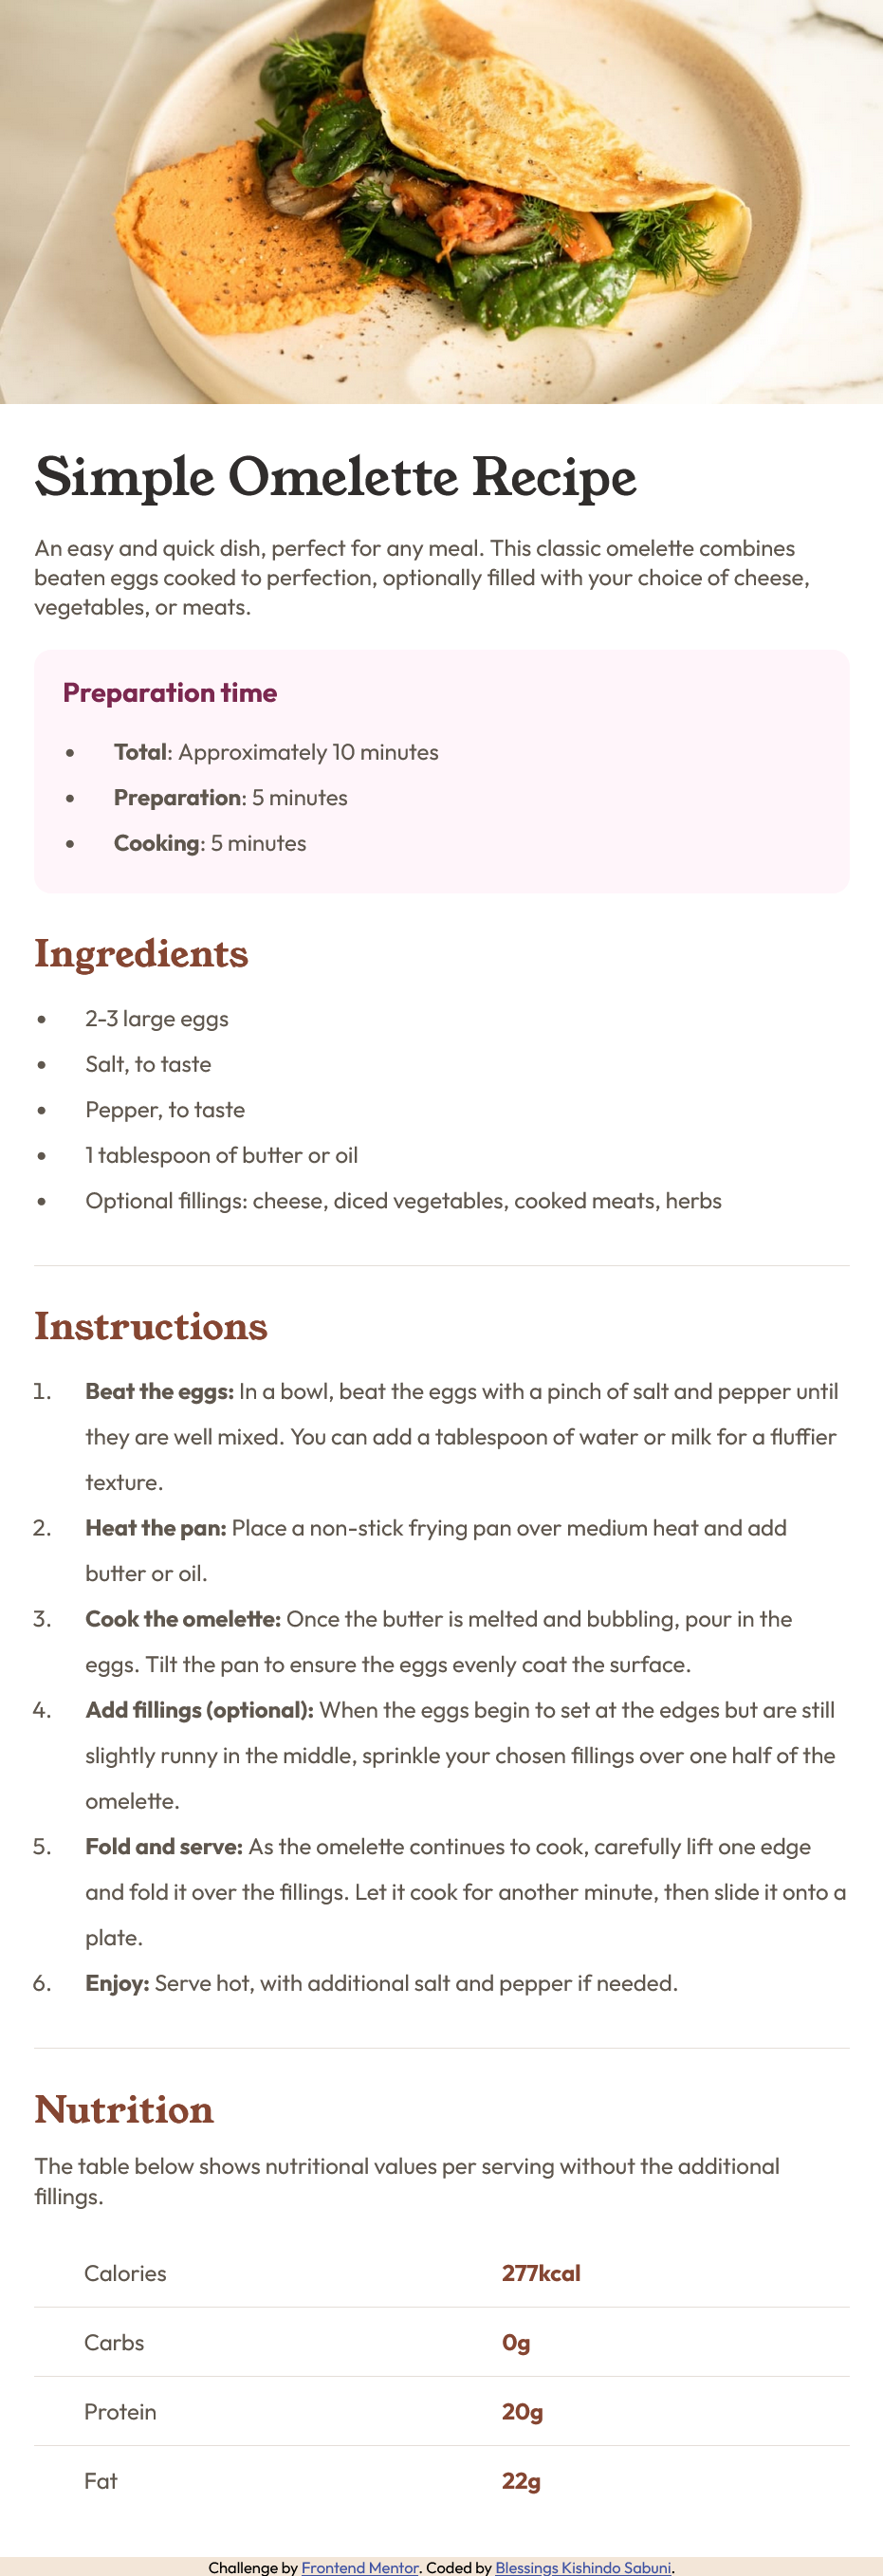 Simple Omelette Recipe
An easy and quick dish, perfect for any meal. This classic omelette combines
beaten eggs cooked to perfection, optionally filled with your choice of cheese,
vegetables, or meats.
Preparation time
• Total: Approximately 10 minutes
• Preparation: 5 minutes
• Cooking: 5 minutes
Ingredients
• 2-3 large eggs
• Salt, to taste
• Pepper, to taste
• 1 tablespoon of butter or oil
• Optional fillings: cheese, diced vegetables, cooked meats, herbs
Instructions
1. Beat the eggs: In a bowl, beat the eggs with a pinch of salt and pepper until
they are well mixed. You can add a tablespoon of water or milk for a fluffier
texture.
2. Heat the pan: Place a non-stick frying pan over medium heat and add
butter or oil.
3. Cook the omelette: Once the butter is melted and bubbling, pour in the
eggs. Tilt the pan to ensure the eggs evenly coat the surface.
4. Add fillings (optional): When the eggs begin to set at the edges but are still
slightly runny in the middle, sprinkle your chosen fillings over one half of the
omelette.
5. Fold and serve: As the omelette continues to cook, carefully lift one edge
and fold it over the fillings. Let it cook for another minute, then slide it onto a
plate.
6. Enjoy: Serve hot, with additional salt and pepper if needed.
Nutrition
The table below shows nutritional values per serving without the additional
fillings.
Calories 277kcal
Carbs 0g
Protein 20g
Fat 22g
Challenge by Frontend Mentor. Coded by Blessings Kishindo Sabuni.